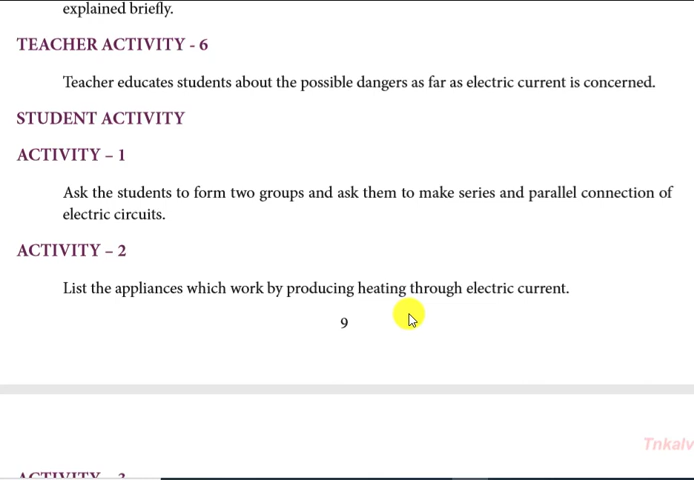 explained briefly.
TEACHER ACTIVITY - 6
Teacher educates students about the possible dangers as far as electric current is concerned.
STUDENT ACTIVITY
ACTIVITY – 1
Ask the students to form two groups and ask them to make series and parallel connection of
electric circuits.
ACTIVITY – 2
List the appliances which work by producing heating through electric current.
9
Tnkalv
ACTIVITY – 3